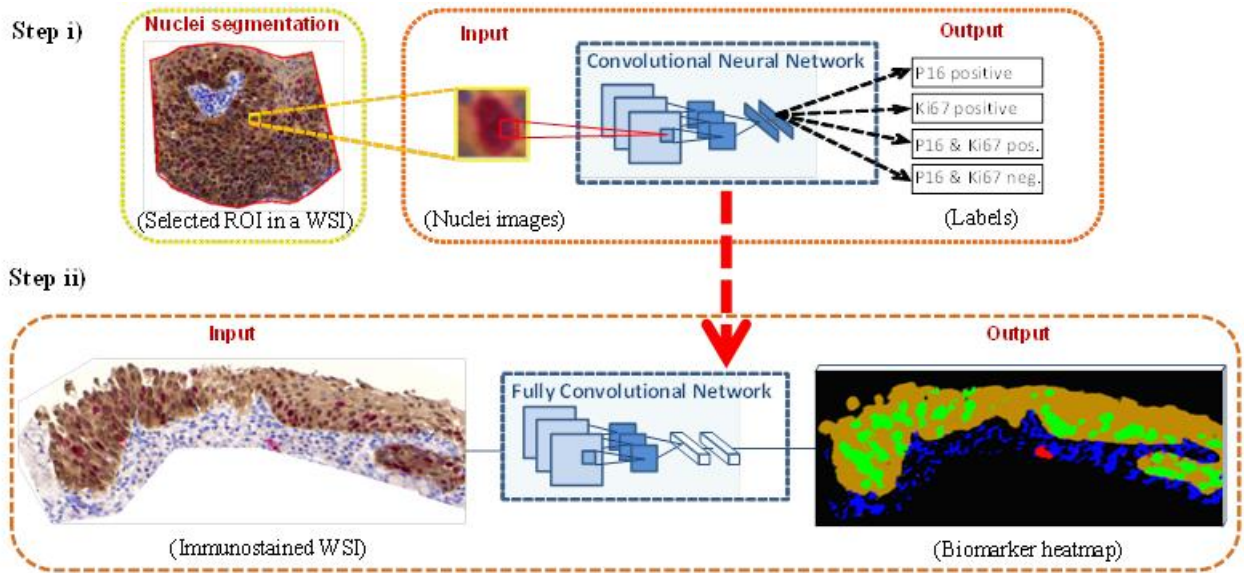 Step i)
Nuclei segmentation
(Selected ROI in a WSI)
Input
(Nuclei images)
Convolutional Neural Network
Output
P16 positive
Ki67 positive
P16 & Ki67 pos.
P16 & Ki67 neg.
(Labels)
Step ii)
Input
(Immunostained WSI)
Fully Convolutional Network
Output
(Biomarker heatmap)